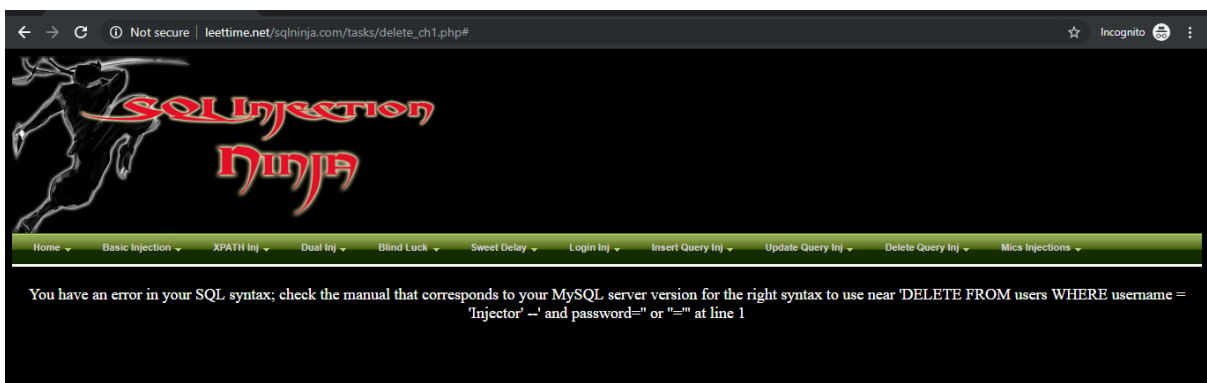 Not secure | leettime.net/sqlninja.com/tasks/delete_ch1.php#
Incognito
SQL Injection
Ninja
Home
Basic Injection
XPATH Inj
Dual Inj
Blind Luck
Sweet Delay
Login Inj
Insert Query Inj
Update Query Inj
Delete Query Inj
Mics Injections
You have an error in your SQL syntax; check the manual that corresponds to your MySQL server version for the right syntax to use near 'DELETE FROM users WHERE username =
'Injector' --' and password='' or ''='' at line 1